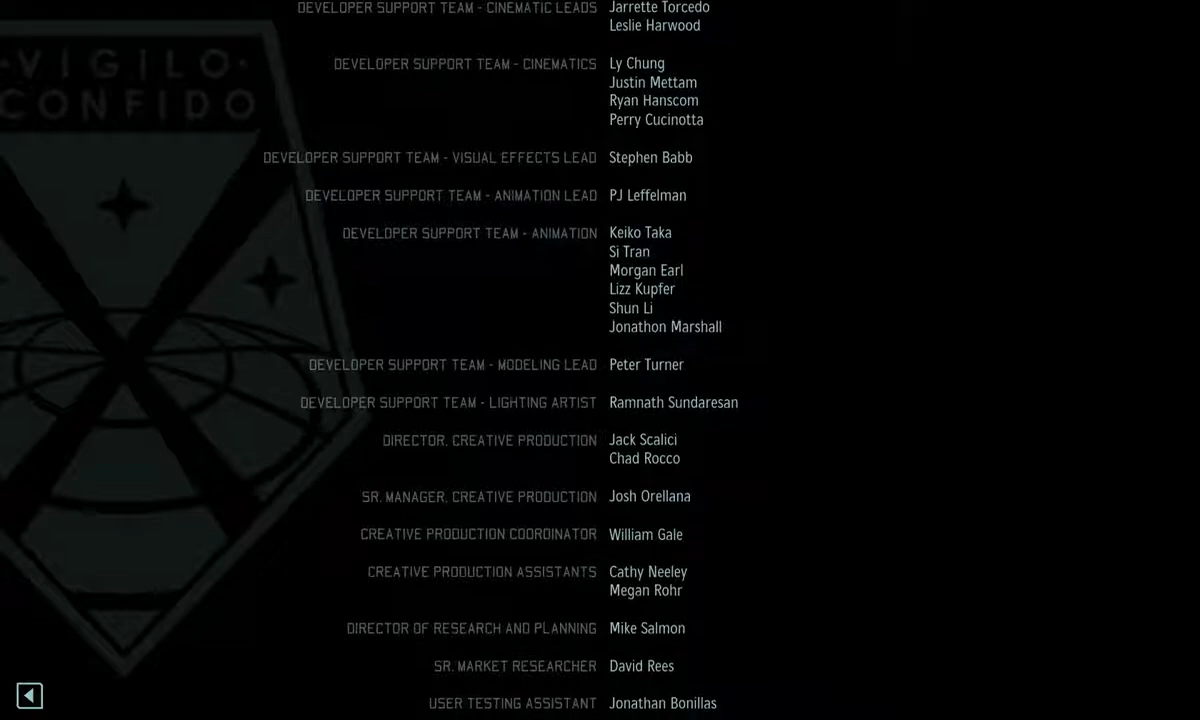 DEVELOPER SUPPORT TEAM - CINEMATIC LEADS Jarrette Torcedo
Leslie Harwood
·VIGILO·
CONFIDO
DEVELOPER SUPPORT TEAM - CINEMATICS Ly Chung
Justin Mettam
Ryan Hanscom
Perry Cucinotta
DEVELOPER SUPPORT TEAM - VISUAL EFFECTS LEAD Stephen Babb
DEVELOPER SUPPORT TEAM - ANIMATION LEAD PJ Leffelman
DEVELOPER SUPPORT TEAM - ANIMATION Keiko Taka
Si Tran
Morgan Earl
Lizz Kupfer
Shun Li
Jonathon Marshall
DEVELOPER SUPPORT TEAM - MODELING LEAD Peter Turner
DEVELOPER SUPPORT TEAM - LIGHTING ARTIST Ramnath Sundaresan
DIRECTOR, CREATIVE PRODUCTION Jack Scalici
Chad Rocco
SR. MANAGER, CREATIVE PRODUCTION Josh Orellana
CREATIVE PRODUCTION COORDINATOR William Gale
CREATIVE PRODUCTION ASSISTANTS Cathy Neeley
Megan Rohr
DIRECTOR OF RESEARCH AND PLANNING Mike Salmon
SR. MARKET RESEARCHER David Rees
USER TESTING ASSISTANT Jonathan Bonillas